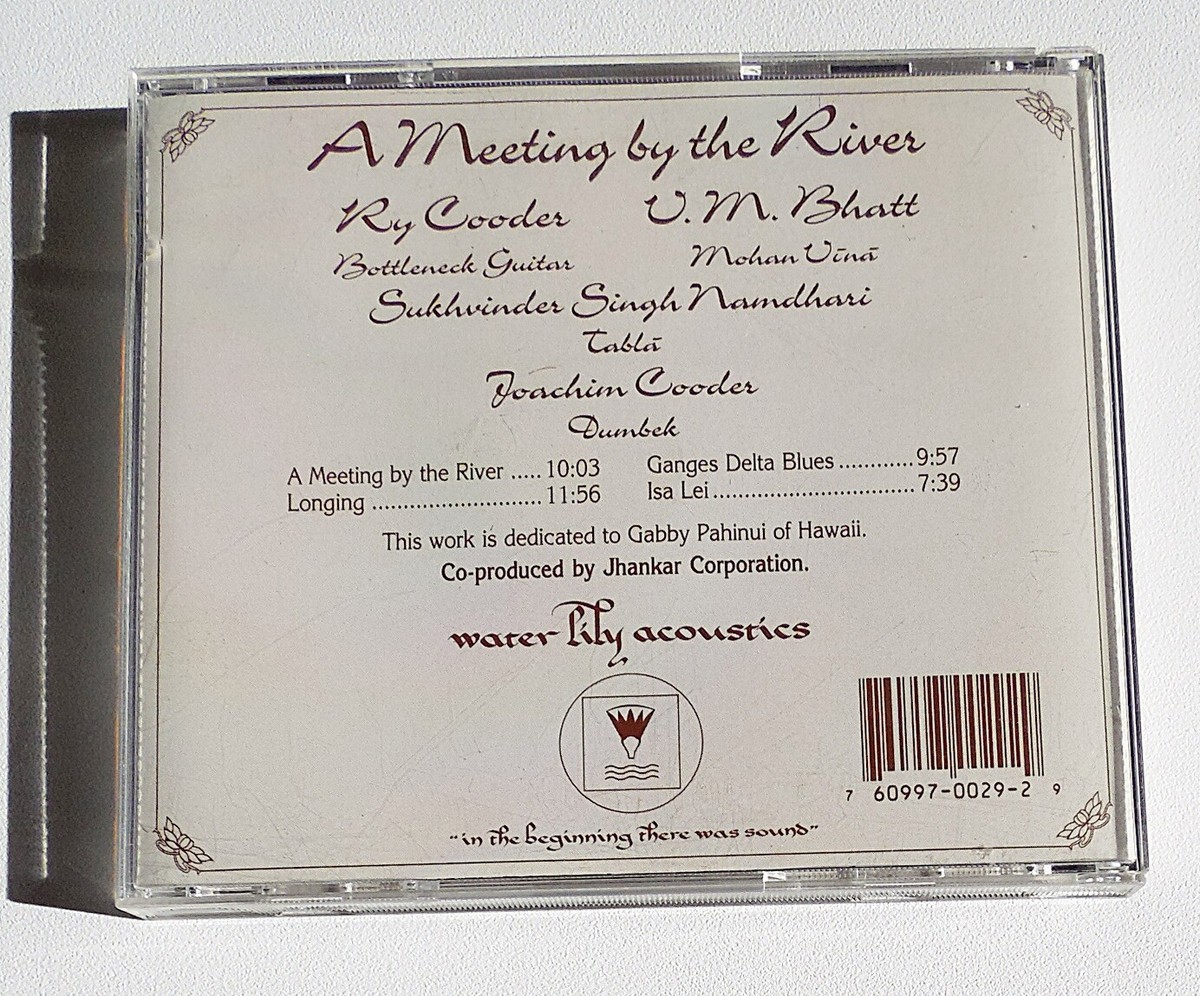 A Meeting by the River
Ry Cooder V. M. Bhatt
Bottleneck Guitar Mohan Vīnā
Sukhvinder Singh Namdhari
Tablā
Joachim Cooder
Dumbek
A Meeting by the River ..... 10:03 Ganges Delta Blues ............ 9:57
Longing ........................... 11:56 Isa Lei ................................ 7:39
This work is dedicated to Gabby Pahinui of Hawaii.
Co-produced by Jhankar Corporation.
water lily acoustics
7 60997-0029-2 9
"in the beginning there was sound"